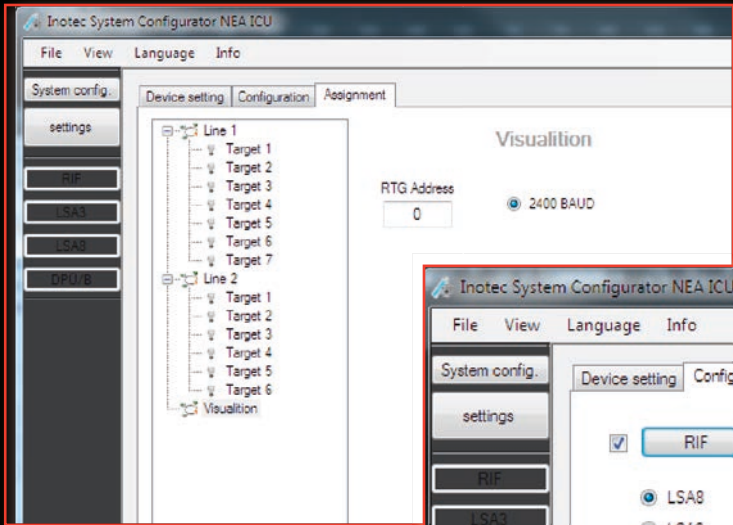 Inotec System Configurator NEA ICU
File View Language Info
System config.
settings
RIF
LSA3
LSA8
DPÜ/B
Device setting Configuration Assignment
Line 1
Target 1
Target 2
Target 3
Target 4
Target 5
Target 6
Target 7
Line 2
Target 1
Target 2
Target 3
Target 4
Target 5
Target 6
Visualition
Visualition
RTG Address
0
2400 BAUD
Inotec System Configurator NEA ICU
File View Language Info
System config.
settings
RIF
LSA3
Device setting Config
RIF
LSA8